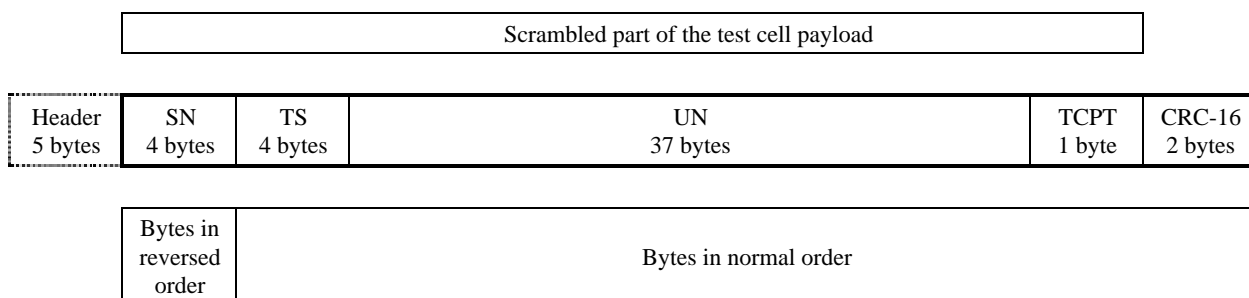 Scrambled part of the test cell payload
Header SN TS UN TCPT CRC-16
5 bytes 4 bytes 4 bytes 37 bytes 1 byte 2 bytes
Bytes in
reversed
order
Bytes in normal order